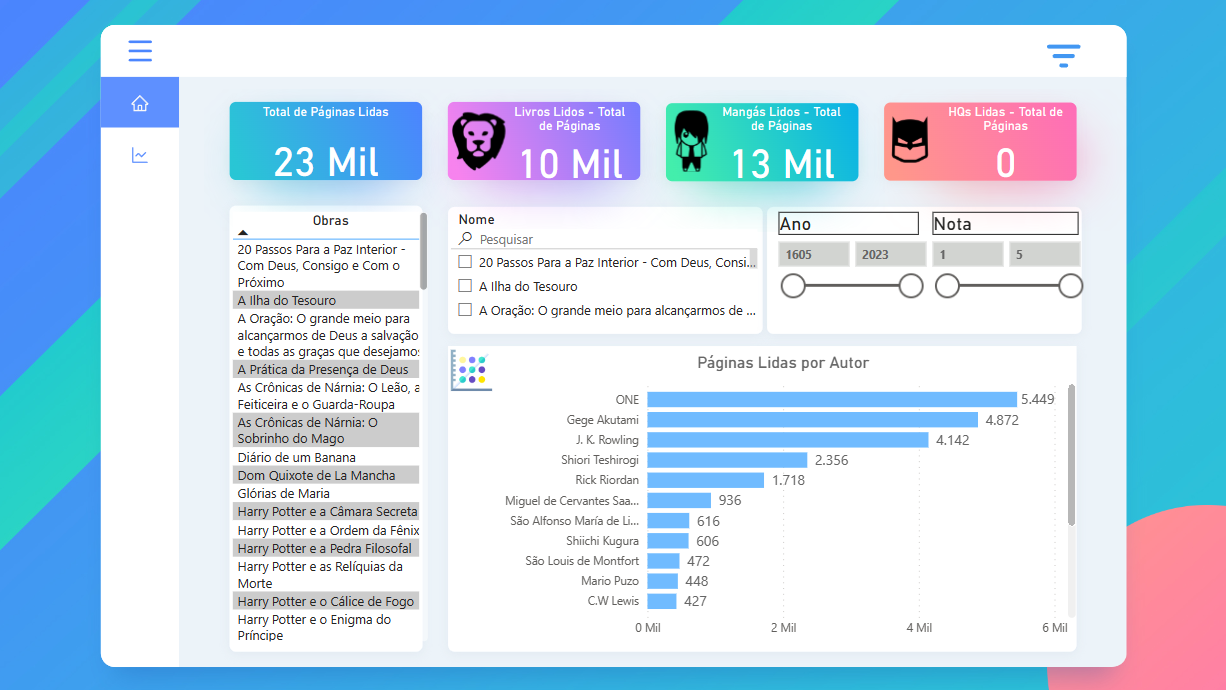 Total de Páginas Lidas
23 Mil
Livros Lidos - Total
de Páginas
10 Mil
Mangás Lidos - Total
de Páginas
13 Mil
HQs Lidas - Total de
Páginas
0
Obras
20 Passos Para a Paz Interior -
Com Deus, Consigo e Com o
Próximo
A Ilha do Tesouro
A Oração: O grande meio para
alcançarmos de Deus a salvação
e todas as graças que desejamos
A Prática da Presença de Deus
As Crônicas de Nárnia: O Leão, a
Feiticeira e o Guarda-Roupa
As Crônicas de Nárnia: O
Sobrinho do Mago
Diário de um Banana
Dom Quixote de La Mancha
Glórias de Maria
Harry Potter e a Câmara Secreta
Harry Potter e a Ordem da Fênix
Harry Potter e a Pedra Filosofal
Harry Potter e as Relíquias da
Morte
Harry Potter e o Cálice de Fogo
Harry Potter e o Enigma do
Príncipe
Nome
Pesquisar
20 Passos Para a Paz Interior - Com Deus, Consi...
A Ilha do Tesouro
A Oração: O grande meio para alcançarmos de ...
Ano
1605 2023
Nota
1 5
Páginas Lidas por Autor
ONE 5.449
Gege Akutami 4.872
J. K. Rowling 4.142
Shiori Teshirogi 2.356
Rick Riordan 1.718
Miguel de Cervantes Saa... 936
São Alfonso María de Li... 616
Shiichi Kugura 606
São Louis de Montfort 472
Mario Puzo 448
C.W Lewis 427
0 Mil 2 Mil 4 Mil 6 Mil